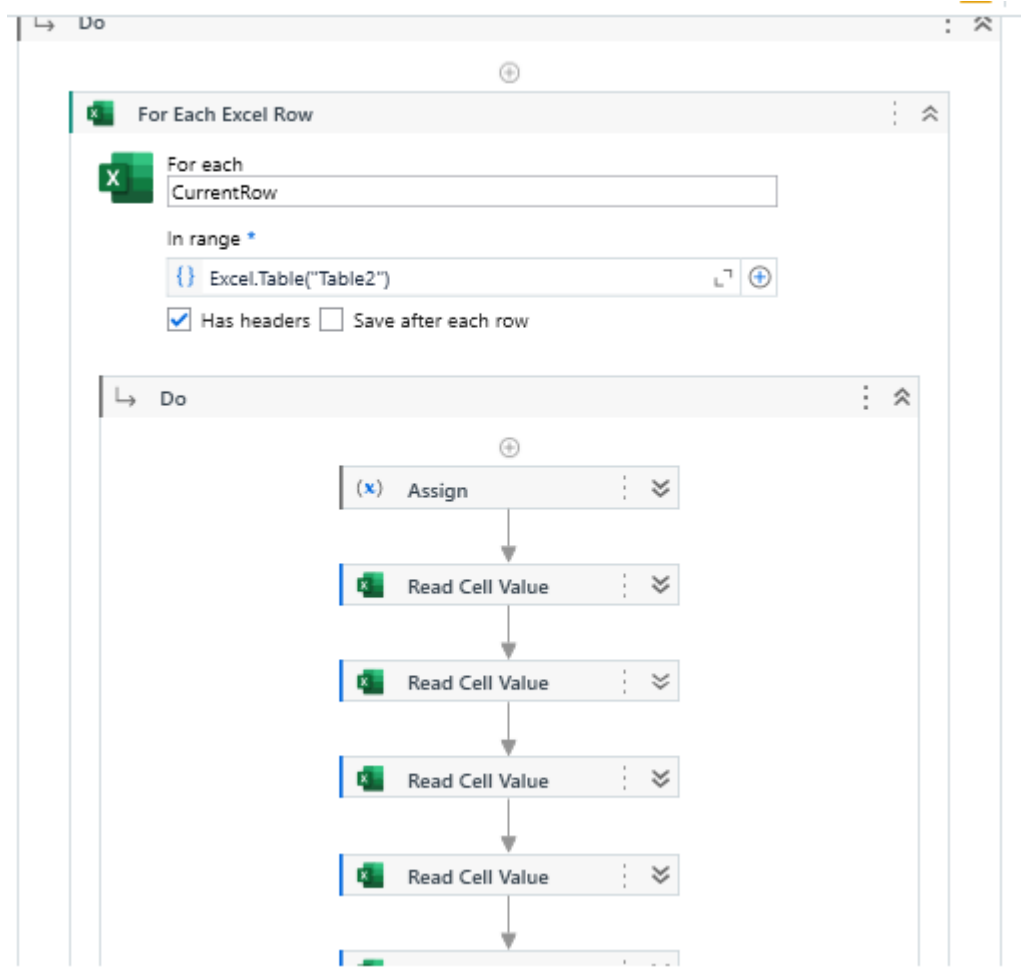 Do
For Each Excel Row
For each
CurrentRow
In range *
Excel.Table("Table2")
Has headers Save after each row
Do
(x) Assign
Read Cell Value
Read Cell Value
Read Cell Value
Read Cell Value